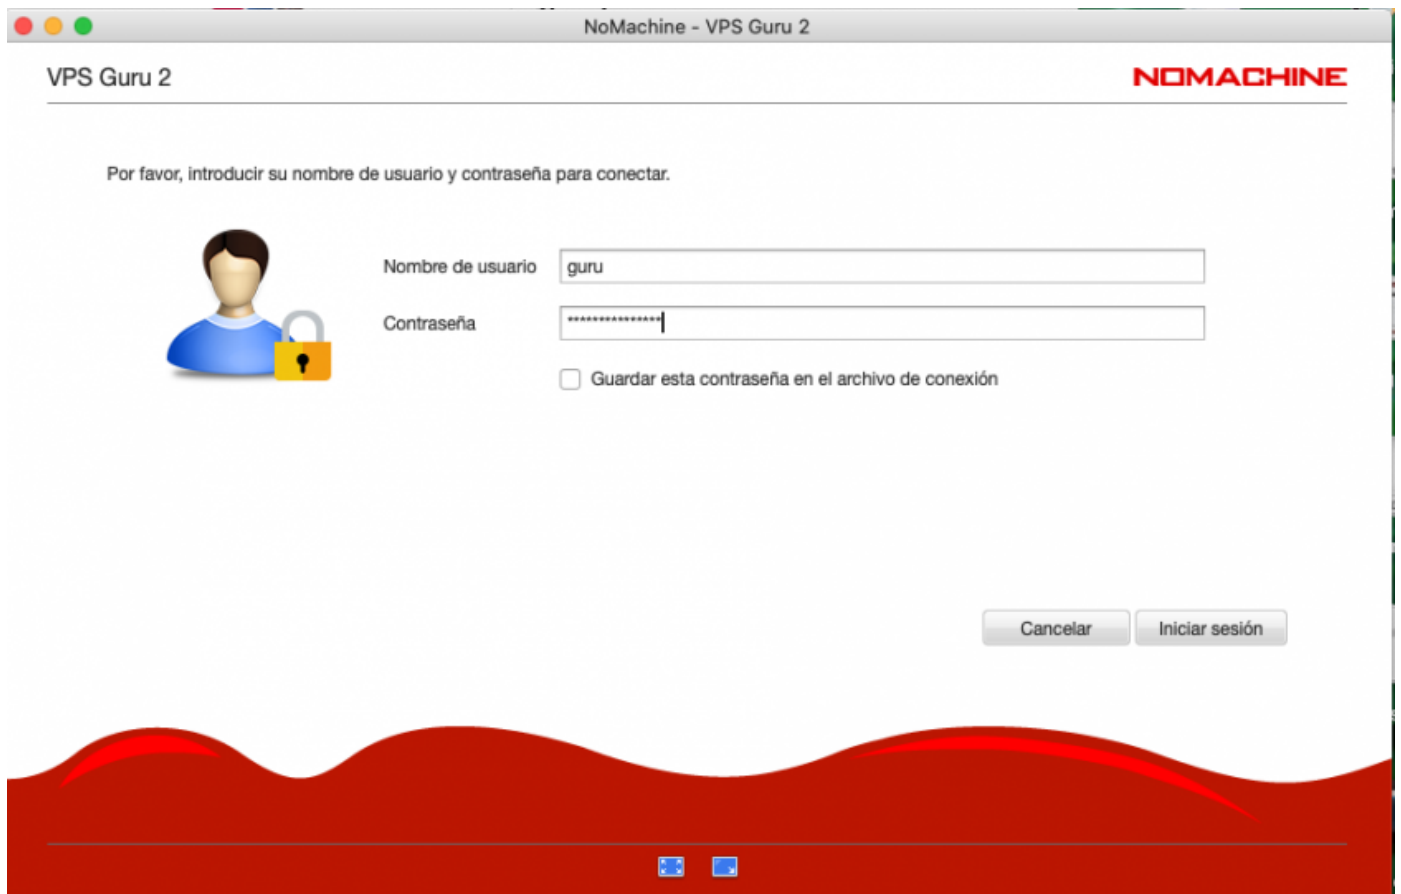 NoMachine - VPS Guru 2
VPS Guru 2
NOMACHINE
Por favor, introducir su nombre de usuario y contraseña para conectar.
Nombre de usuario guru
Contraseña ***************
Guardar esta contraseña en el archivo de conexión
Cancelar Iniciar sesión